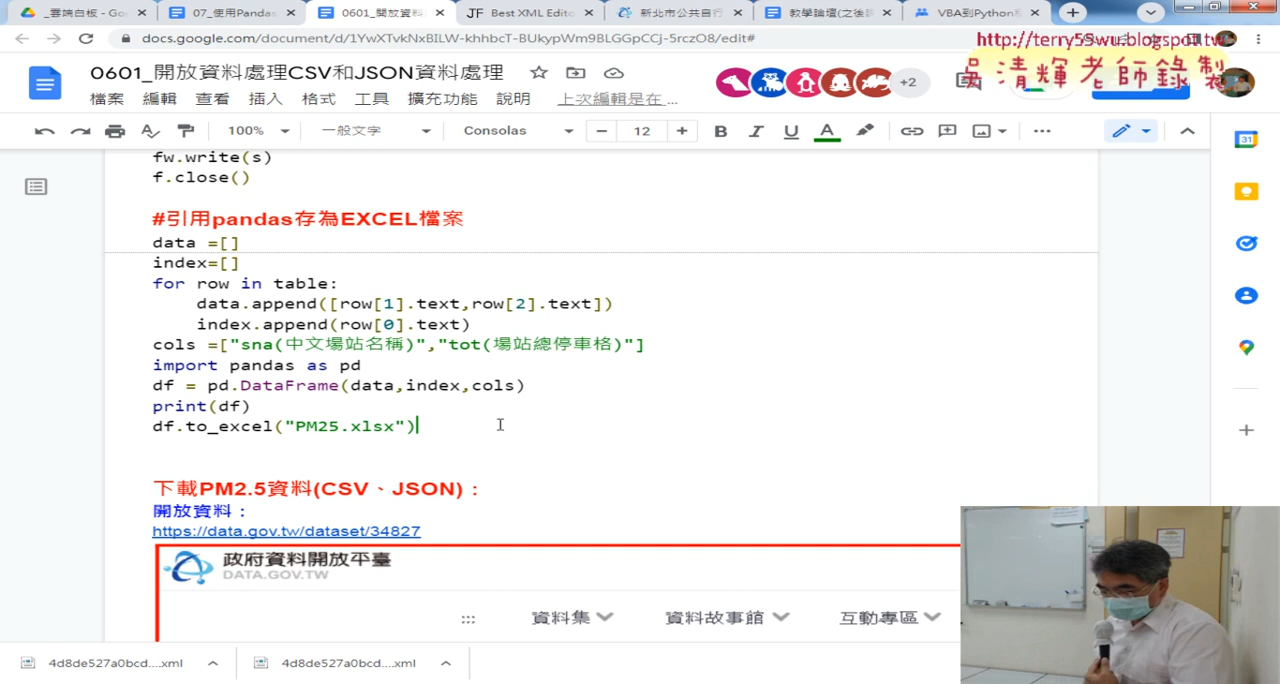 _雲端白板 - Go
07_使用Panda
0601_開放資料
JF Best XML Edito
新北市公共自行
教學論壇(之後課
VBA到Python
docs.google.com/document/d/1YwXTvkNxBILW-khhbcT-BUkypWm9BLGGpCCj-5rczO8/edit#
http://terry55wu.blogspot.tw
吳清輝老師錄製
0601_開放資料處理CSV和JSON資料處理
檔案 編輯 查看 插入 格式 工具 擴充功能 說明 上次編輯是在 ...
+2
100% 一般文字 Consolas - 12 + B I U A
31
fw.write(s)
f.close()
#引用pandas存為EXCEL檔案
data =[]
index=[]
for row in table:
data.append([row[1].text,row[2].text])
index.append(row[0].text)
cols =["sna(中文場站名稱)","tot(場站總停車格)"]
import pandas as pd
df = pd.DataFrame(data,index,cols)
print(df)
df.to_excel("PM25.xlsx")
下載PM2.5資料(CSV、JSON)：
開放資料：
https://data.gov.tw/dataset/34827
政府資料開放平臺
DATA.GOV.TW
資料集 資料故事館 互動專區
4d8de527a0bcd....xml
4d8de527a0bcd....xml